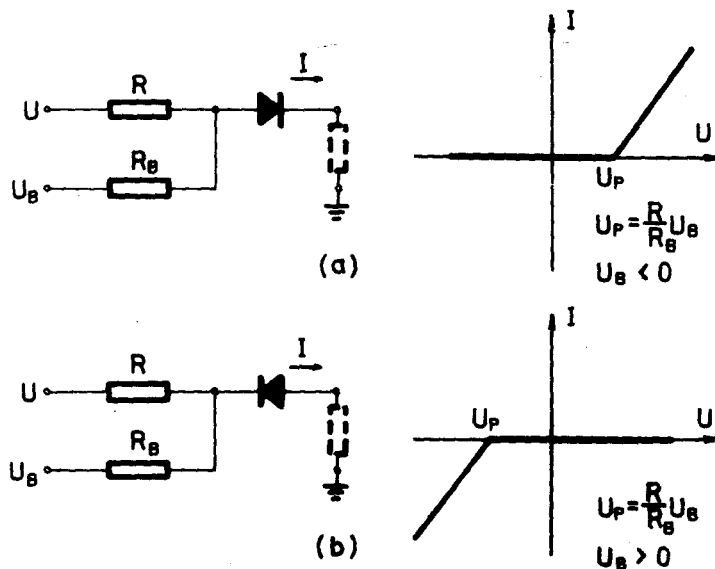 I
R
I
U
U
R_B
U_B
U_P
U_P = R/R_B U_B
U_B < 0
(a)
I
R
I
U
U_P
U
R_B
U_B
U_P = R/R_B U_B
U_B > 0
(b)